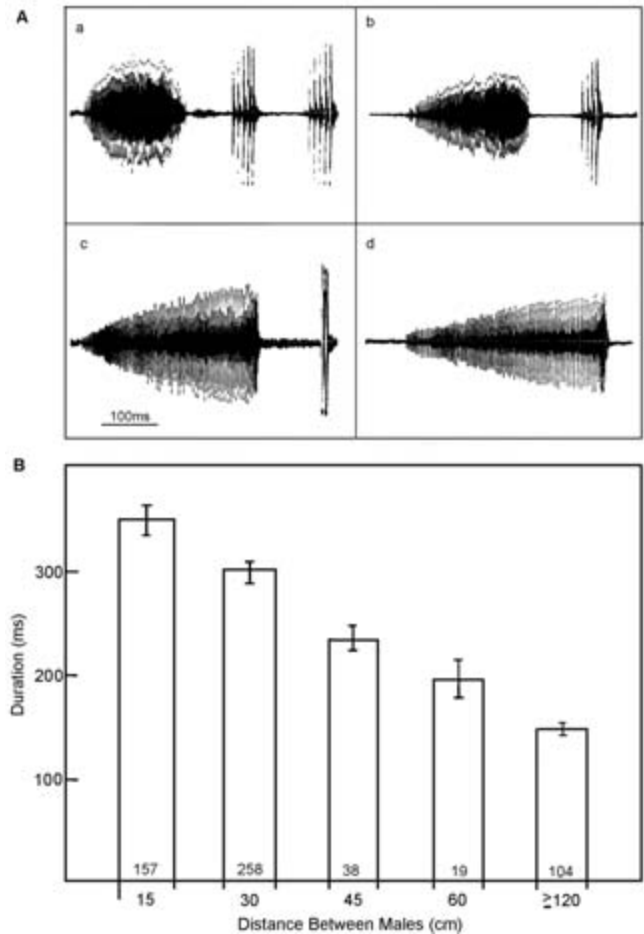 A
a
b
c
d
100ms
B
300
200
100
Duration (ms)
157 258 38 19 104
15 30 45 60 ≥120
Distance Between Males (cm)